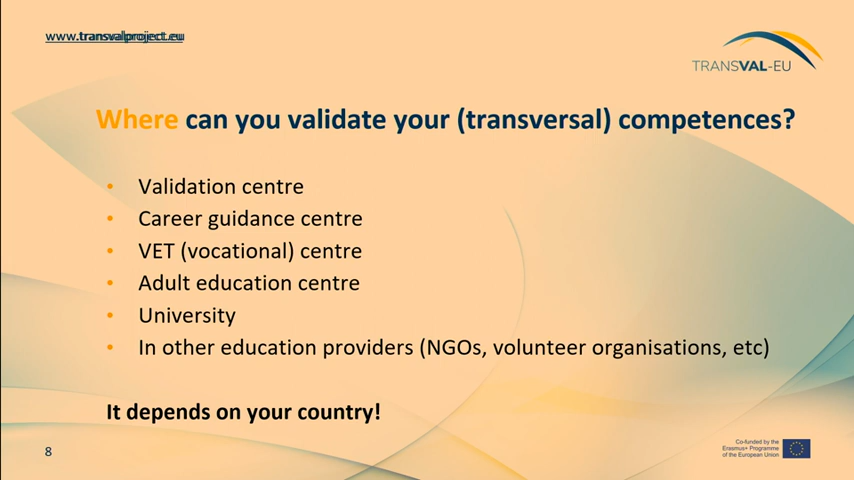 www.transvalproject.eu
TRANSVAL-EU
Where can you validate your (transversal) competences?
• Validation centre
• Career guidance centre
• VET (vocational) centre
• Adult education centre
• University
• In other education providers (NGOs, volunteer organisations, etc)
It depends on your country!
8
Co-funded by the
Erasmus+ Programme
of the European Union